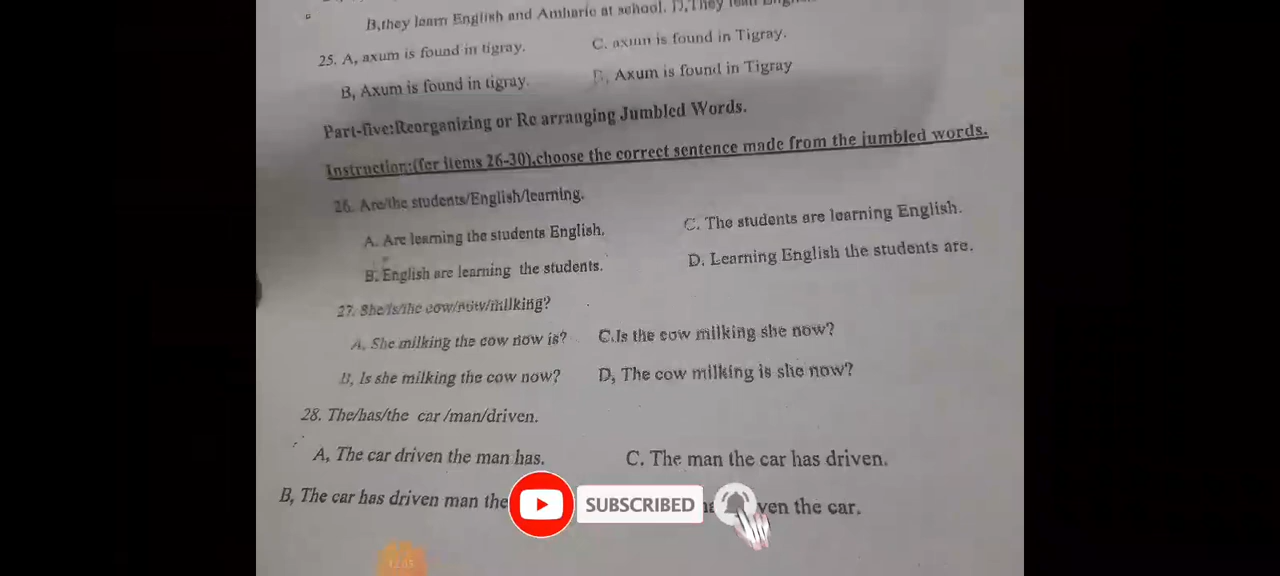 B,they learn English and Amharic at school. D,They
25. A, axum is found in tigray. C. axum is found in Tigray.
B, Axum is found in tigray. D, Axum is found in Tigray
Part-five:Reorganizing or Re arranging Jumbled Words.
Instruction:(for items 26-30),choose the correct sentence made from the jumbled words.
26. Are/the students/English/learning.
A. Are learning the students English. C. The students are learning English.
B. English are learning the students. D. Learning English the students are.
27. She/is/the cow/now/milking?
A, She milking the cow now is? C.Is the cow milking she now?
B, Is she milking the cow now? D, The cow milking is she now?
28. The/has/the car /man/driven.
A, The car driven the man has. C. The man the car has driven.
B, The car has driven man the the car.
SUBSCRIBED